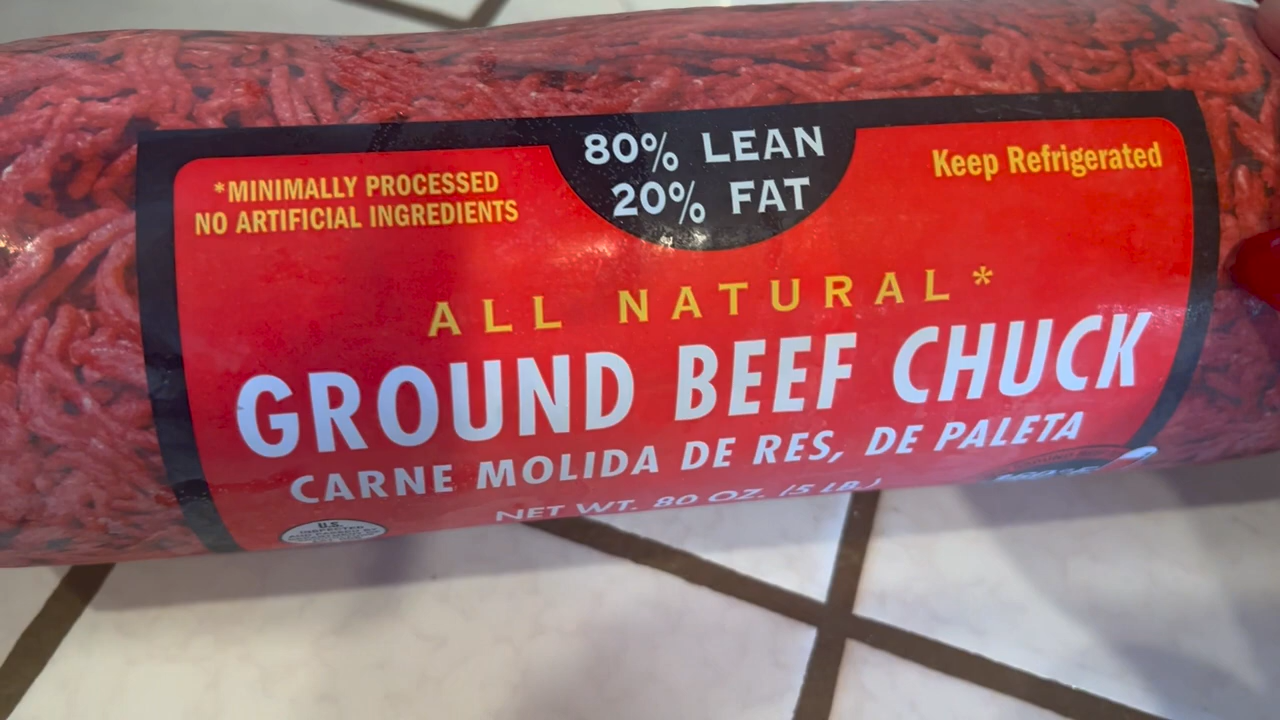 80% LEAN
20% FAT
*MINIMALLY PROCESSED
NO ARTIFICIAL INGREDIENTS
Keep Refrigerated
ALL NATURAL*
GROUND BEEF CHUCK
CARNE MOLIDA DE RES, DE PALETA
NET WT. 80 OZ. (5 LB.)
U.S.
INSPECTED